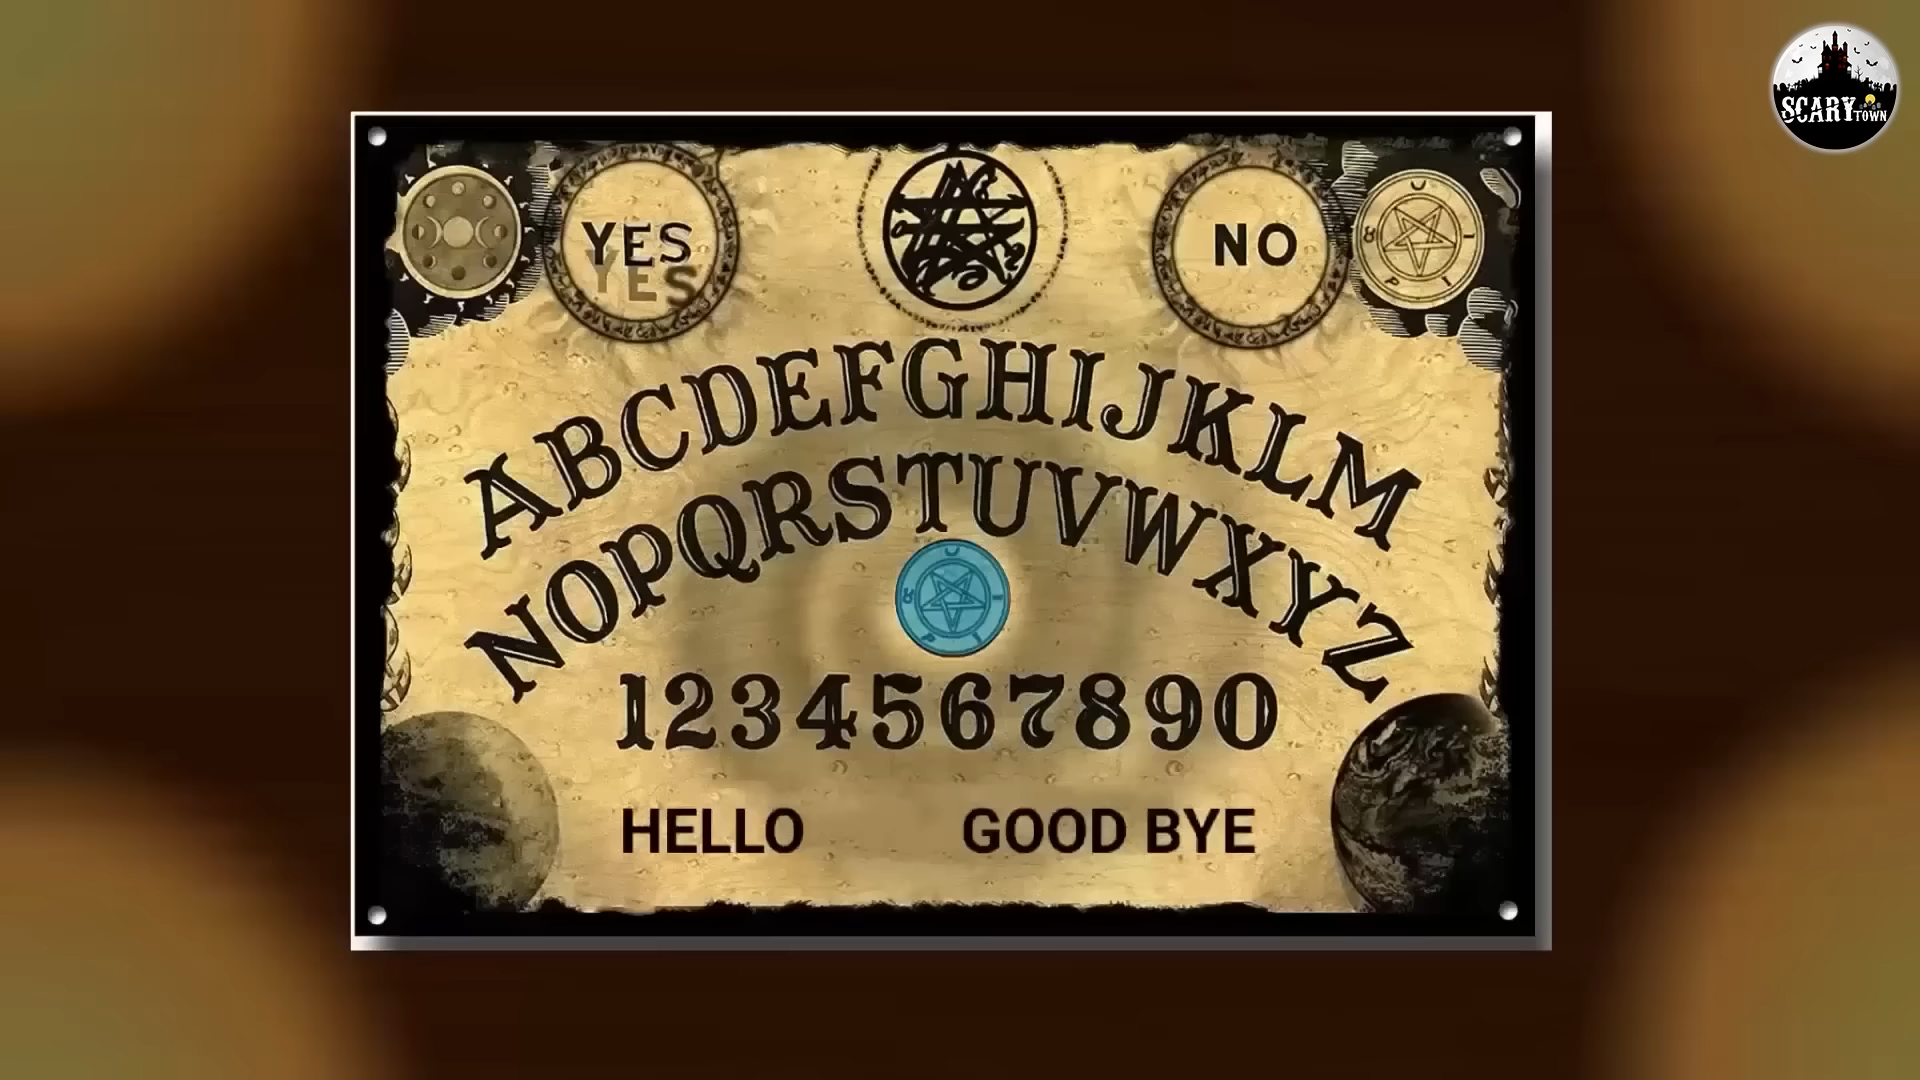 SCARY TOWN
YES
NO
YES
ABCDEFGHIJKLM
NOPQRSTUVWXYZ
1234567890
HELLO GOOD BYE